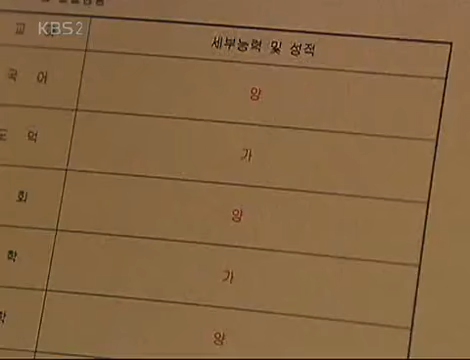 KBS2
세부능력 및 성적
국 어 양
도 덕 가
회 양
학 가
학 양